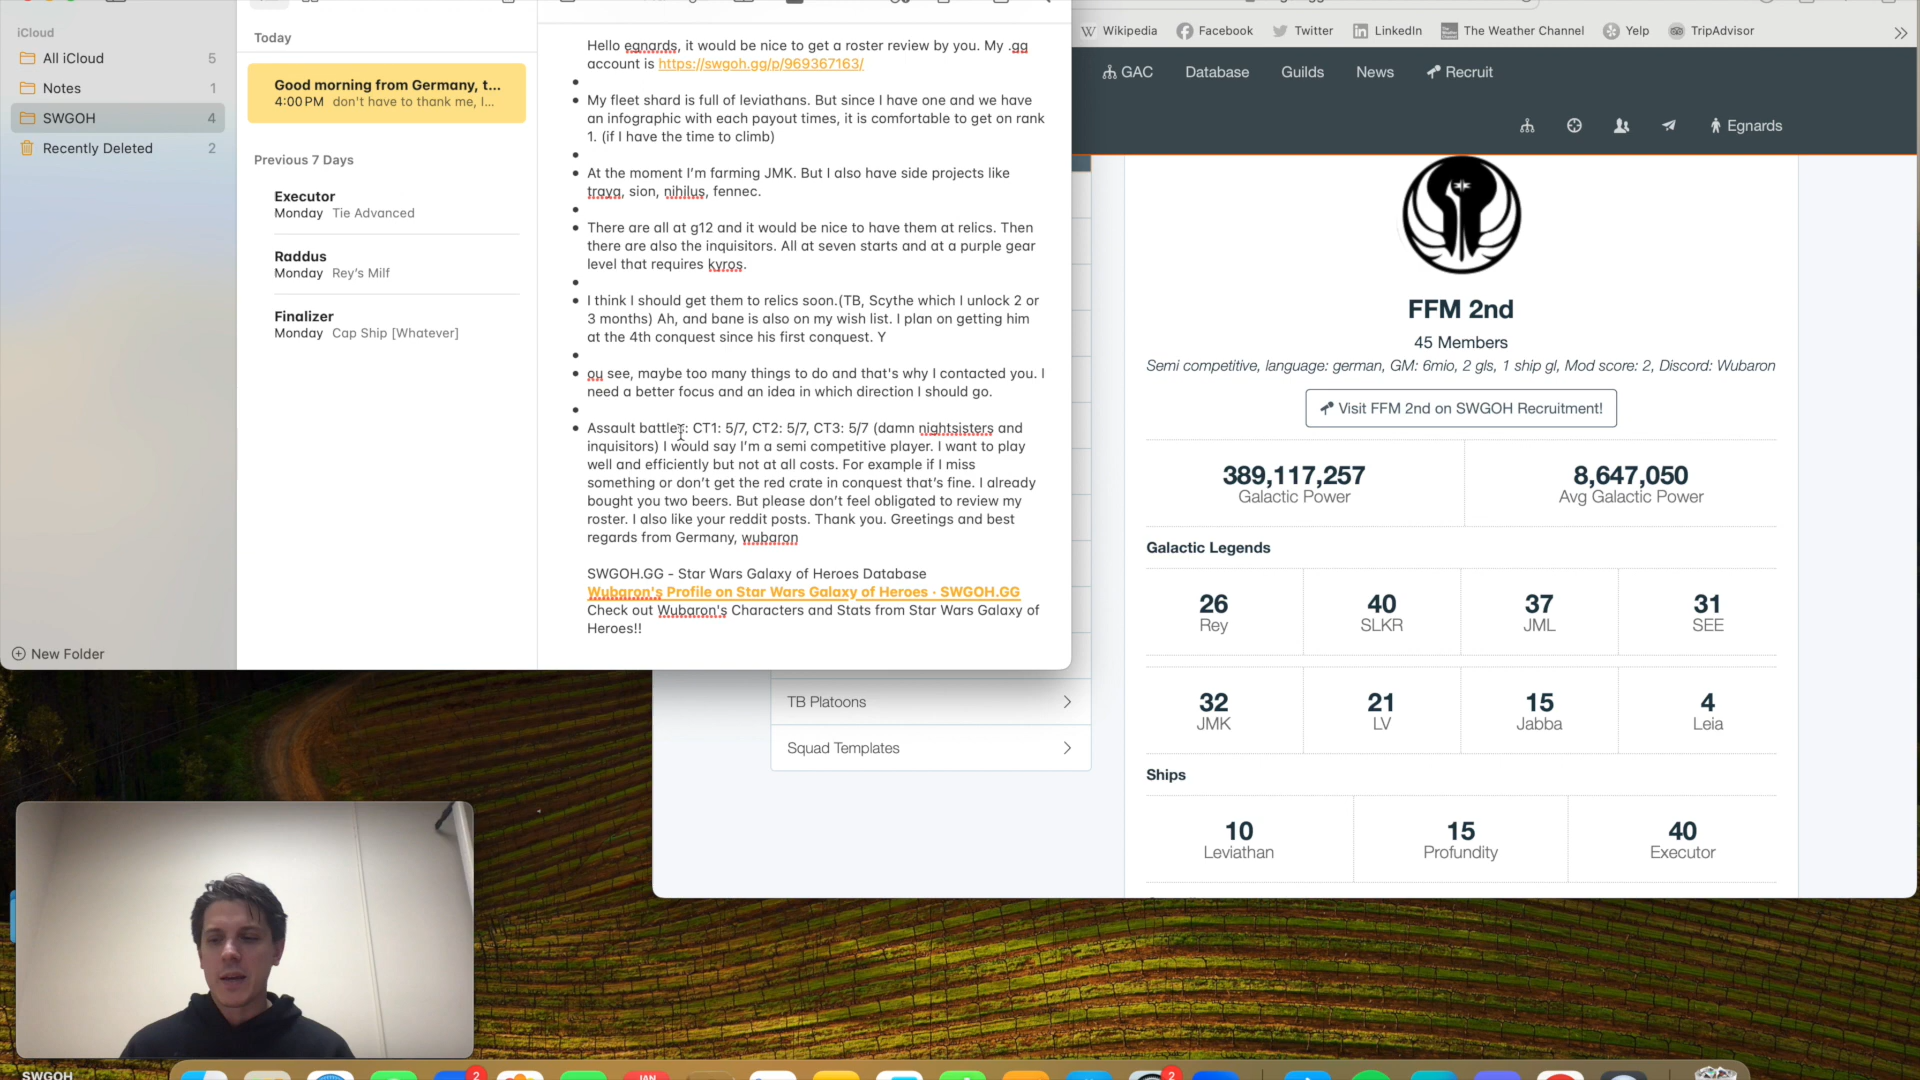 iCloud
All iCloud 5
Notes 1
SWGOH 4
Recently Deleted 2
New Folder
Today
Good morning from Germany, t...
4:00 PM don't have to thank me, I...
Previous 7 Days
Executor
Monday Tie Advanced
Raddus
Monday Rey's Milf
Finalizer
Monday Cap Ship [Whatever]
Hello egnards, it would be nice to get a roster review by you. My .gg
account is https://swgoh.gg/p/969367163/
My fleet shard is full of leviathans. But since I have one and we have
an infographic with each payout times, it is comfortable to get on rank
1. (if I have the time to climb)
At the moment I'm farming JMK. But I also have side projects like
traya, sion, nihilus, fennec.
There are all at g12 and it would be nice to have them at relics. Then
there are also the inquisitors. All at seven starts and at a purple gear
level that requires kyros.
I think I should get them to relics soon.(TB, Scythe which I unlock 2 or
3 months) Ah, and bane is also on my wish list. I plan on getting him
at the 4th conquest since his first conquest. Y
ou see, maybe too many things to do and that's why I contacted you. I
need a better focus and an idea in which direction I should go.
Assault battles: CT1: 5/7, CT2: 5/7, CT3: 5/7 (damn nightsisters and
inquisitors) I would say I'm a semi competitive player. I want to play
well and efficiently but not at all costs. For example if I miss
something or don't get the red crate in conquest that's fine. I already
bought you two beers. But please don't feel obligated to review my
roster. I also like your reddit posts. Thank you. Greetings and best
regards from Germany, wubaron
SWGOH.GG - Star Wars Galaxy of Heroes Database
Wubaron's Profile on Star Wars Galaxy of Heroes · SWGOH.GG
Check out Wubaron's Characters and Stats from Star Wars Galaxy of
Heroes!!
Wikipedia Facebook Twitter LinkedIn The Weather Channel Yelp TripAdvisor
GAC Database Guilds News Recruit
Egnards
FFM 2nd
45 Members
Semi competitive, language: german, GM: 6mio, 2 gls, 1 ship gl, Mod score: 2, Discord: Wubaron
Visit FFM 2nd on SWGOH Recruitment!
389,117,257 8,647,050
Galactic Power Avg Galactic Power
Galactic Legends
26 40 37 31
Rey SLKR JML SEE
32 21 15 4
JMK LV Jabba Leia
Ships
10 15 40
Leviathan Profundity Executor
TB Platoons
Squad Templates
SWGOH
2
JAN
2